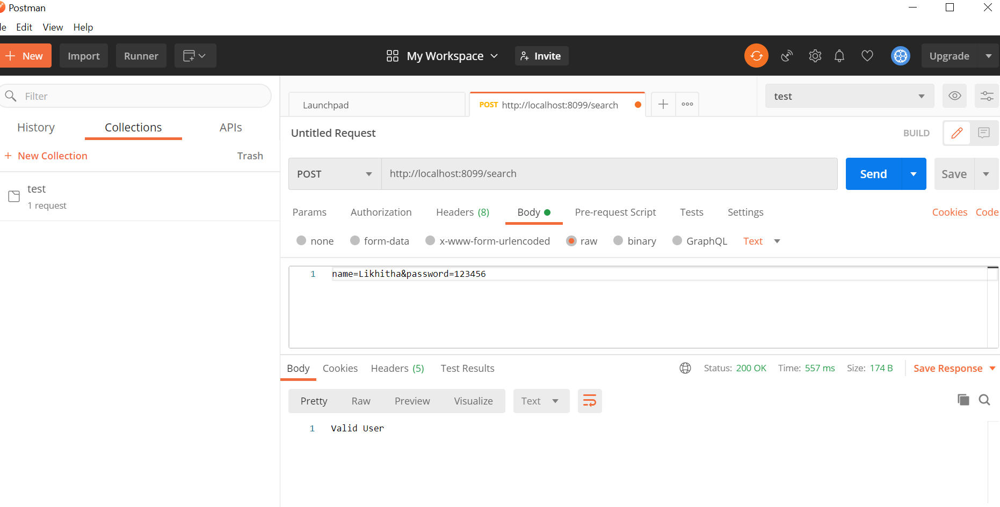 Postman
le Edit View Help
+ New Import Runner My Workspace Invite Upgrade
Filter
History Collections APIs
+ New Collection Trash
test
1 request
Launchpad POST http://localhost:8099/search test
Untitled Request BUILD
POST http://localhost:8099/search Send Save
Params Authorization Headers (8) Body Pre-request Script Tests Settings Cookies Code
none form-data x-www-form-urlencoded raw binary GraphQL Text
1 name=Likhitha&password=123456
Body Cookies Headers (5) Test Results Status: 200 OK Time: 557 ms Size: 174 B Save Response
Pretty Raw Preview Visualize Text
1 Valid User